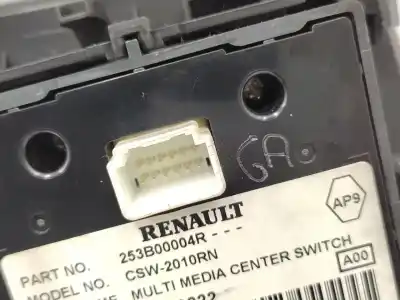 GA
AP9
RENAULT
PART NO. 253B00004R - - -
MODEL NO. CSW-2010RN
MULTI MEDIA CENTER SWITCH
A00